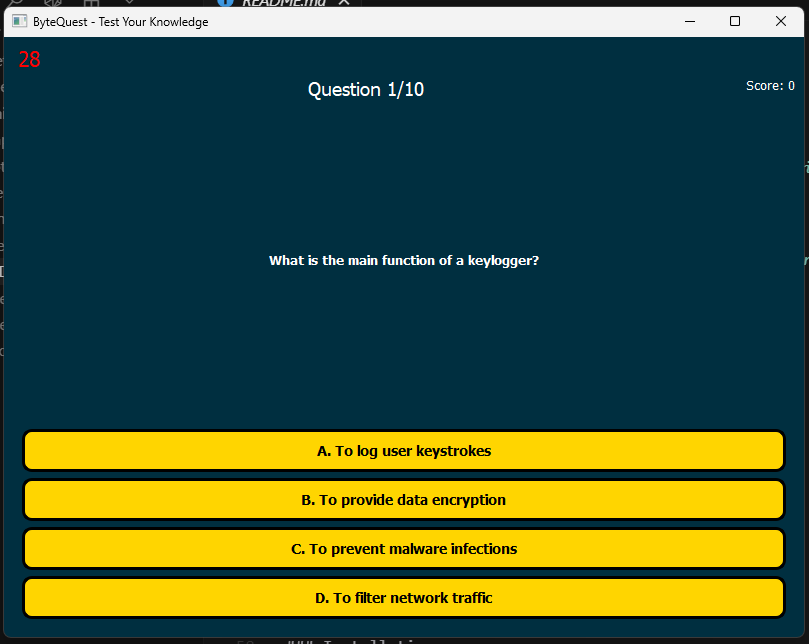 README.md
ByteQuest - Test Your Knowledge
28
Question 1/10
Score: 0
What is the main function of a keylogger?
A. To log user keystrokes
B. To provide data encryption
C. To prevent malware infections
D. To filter network traffic